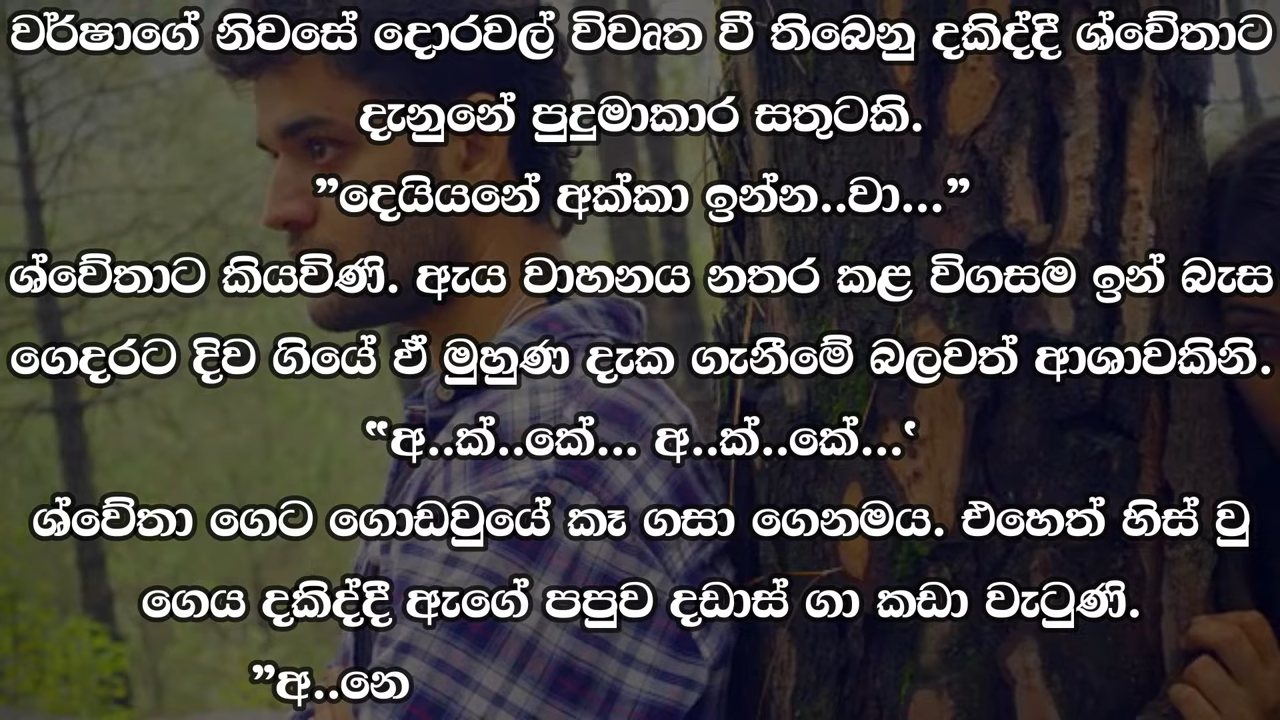 වර්ෂාගේ නිවසේ දොරවල් විවෘත වී තිබෙනු දකිද්දී ශ්වේතාට
දැනුනේ පුදුමාකාර සතුටකි.
”දෙයියනේ අක්කා ඉන්න..වා...”
ශ්වේතාට කියවිණි. ඇය වාහනය නතර කළ විගසම ඉන් බැස
ගෙදරට දිව ගියේ ඒ මුහුණ දැක ගැනීමේ බලවත් ආශාවකිනි.
“අ..ක්..කේ... අ..ක්..කේ...‘
ශ්වේතා ගෙට ගොඩවුයේ කෑ ගසා ගෙනමය. එහෙත් හිස් වු
ගෙය දකිද්දී ඇගේ පපුව දඩාස් ගා කඩා වැටුණි.
”අ..නෙ